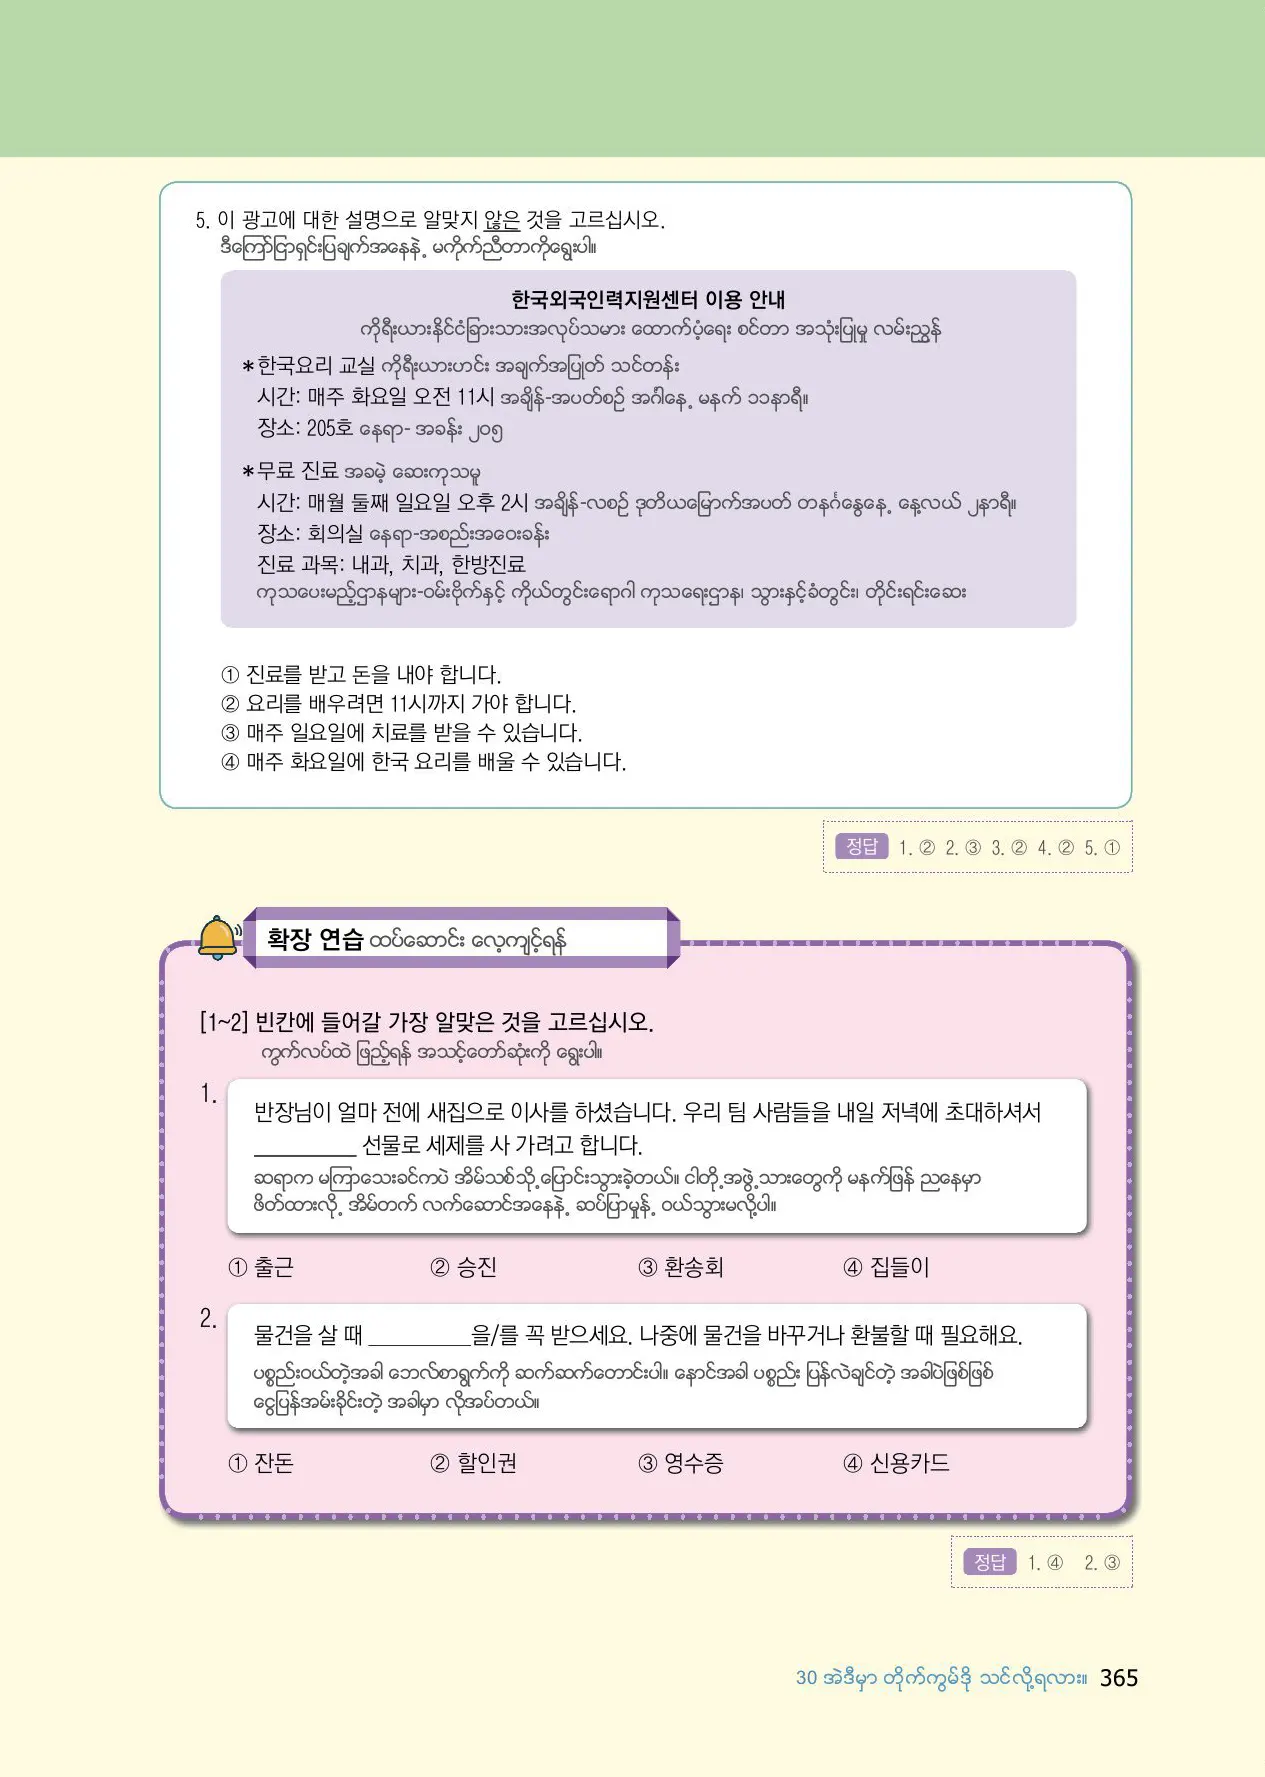 5. 이 광고에 대한 설명으로 알맞지 않은 것을 고르십시오.
ဒီကြော်ငြာရှင်းပြချက်အနေနဲ့ မကိုက်ညီတာကိုရွေးပါ။
한국외국인력지원센터 이용 안내
ကိုရီးယားနိုင်ငံခြားသားအလုပ်သမား ထောက်ပံ့ရေး စင်တာ အသုံးပြုမှု လမ်းညွှန်
*한국요리 교실 ကိုရီးယားဟင်း အချက်အပြုတ် သင်တန်း
시간: 매주 화요일 오전 11시 အချိန်-အပတ်စဉ် အင်္ဂါနေ့ မနက် ၁၁နာရီ။
장소: 205호 နေရာ- အခန်း ၂၀၅
*무료 진료 အခမဲ့ ဆေးကုသမှု
시간: 매월 둘째 일요일 오후 2시 အချိန်-လစဉ် ဒုတိယမြောက်အပတ် တနင်္ဂနွေနေ့ နေ့လယ် ၂နာရီ။
장소: 회의실 နေရာ-အစည်းအဝေးခန်း
진료 과목: 내과, 치과, 한방진료
ကုသပေးမည့်ဌာနများ-ဝမ်းဗိုက်နှင့် ကိုယ်တွင်းရောဂါ ကုသရေးဌာန၊ သွားနှင့်ခံတွင်း၊ တိုင်းရင်းဆေး
① 진료를 받고 돈을 내야 합니다.
② 요리를 배우려면 11시까지 가야 합니다.
③ 매주 일요일에 치료를 받을 수 있습니다.
④ 매주 화요일에 한국 요리를 배울 수 있습니다.
정답 1. ② 2. ③ 3. ② 4. ② 5. ①
확장 연습 ထပ်ဆောင်း လေ့ကျင့်ရန်
[1~2] 빈칸에 들어갈 가장 알맞은 것을 고르십시오.
ကွက်လပ်ထဲ ဖြည့်ရန် အသင့်တော်ဆုံးကို ရွေးပါ။
1. 반장님이 얼마 전에 새집으로 이사를 하셨습니다. 우리 팀 사람들을 내일 저녁에 초대하셔서
__________ 선물로 세제를 사 가려고 합니다.
ဆရာက မကြာသေးခင်ကပဲ အိမ်သစ်သို့ပြောင်းသွားခဲ့တယ်။ ငါတို့အဖွဲ့သားတွေကို မနက်ဖြန် ညနေမှာ
ဖိတ်ထားလို့ အိမ်တက် လက်ဆောင်အနေနဲ့ ဆပ်ပြာမှုန့် ဝယ်သွားမလို့ပါ။
① 출근 ② 승진 ③ 환송회 ④ 집들이
2. 물건을 살 때 __________을/를 꼭 받으세요. 나중에 물건을 바꾸거나 환불할 때 필요해요.
ပစ္စည်းဝယ်တဲ့အခါ ဘောလ်စာရွက်ကို ဆက်ဆက်တောင်းပါ။ နောင်အခါ ပစ္စည်း ပြန်လဲချင်တဲ့ အခါပဲဖြစ်ဖြစ်
ငွေပြန်အမ်းခိုင်းတဲ့ အခါမှာ လိုအပ်တယ်။
① 잔돈 ② 할인권 ③ 영수증 ④ 신용카드
정답 1. ④ 2. ③
30 အဲဒီမှာ တိုက်ကွမ်ဒို သင်လို့ရလား။ 365